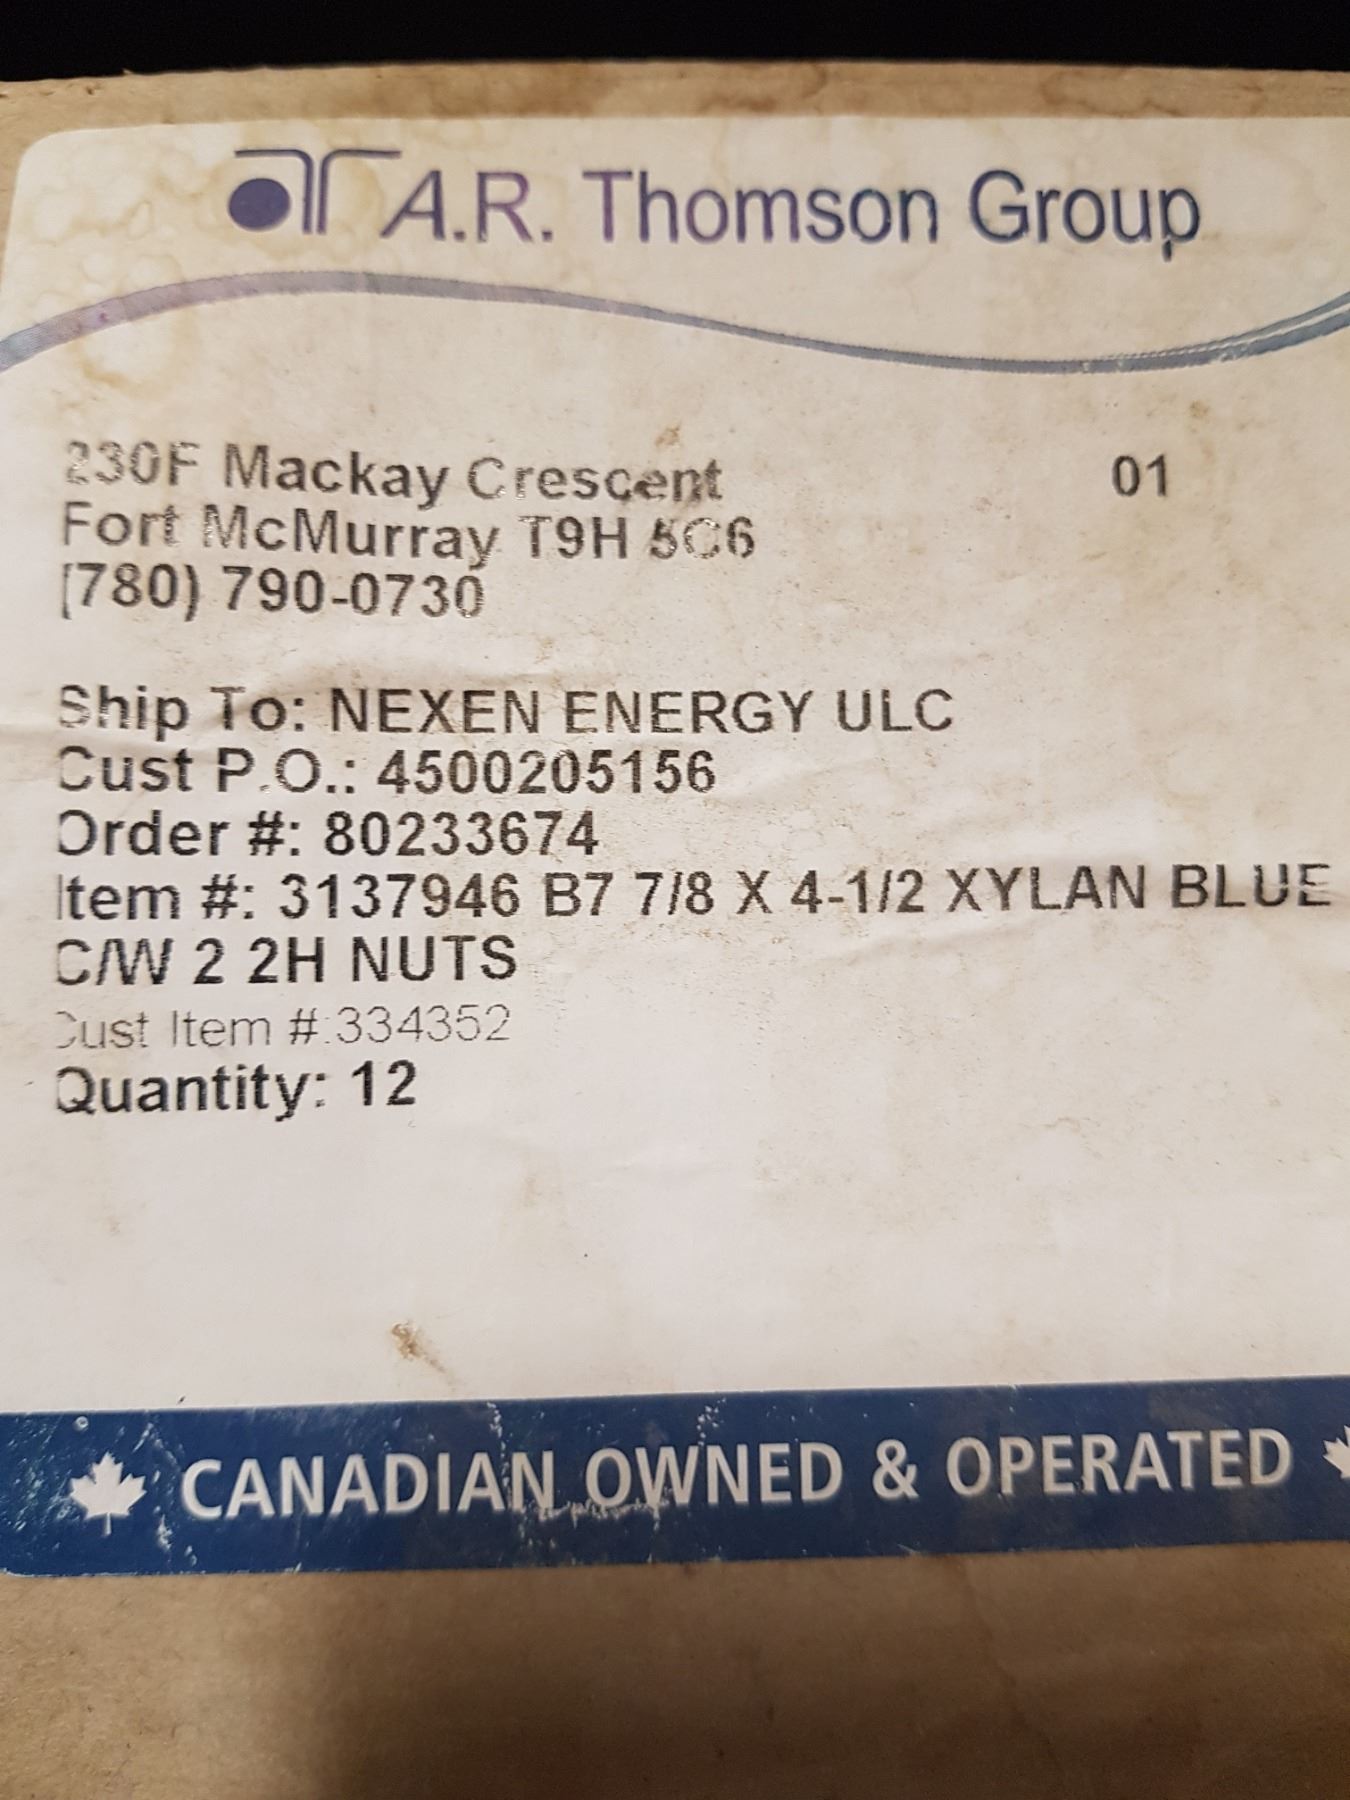 A.R. Thomson Group
230F Mackay Crescent 01
Fort McMurray T9H 5C6
(780) 790-0730
Ship To: NEXEN ENERGY ULC
Cust P.O.: 4500205156
Order #: 80233674
Item #: 3137946 B7 7/8 X 4-1/2 XYLAN BLUE
C/W 2 2H NUTS
Cust Item #:334352
Quantity: 12
CANADIAN OWNED & OPERATED